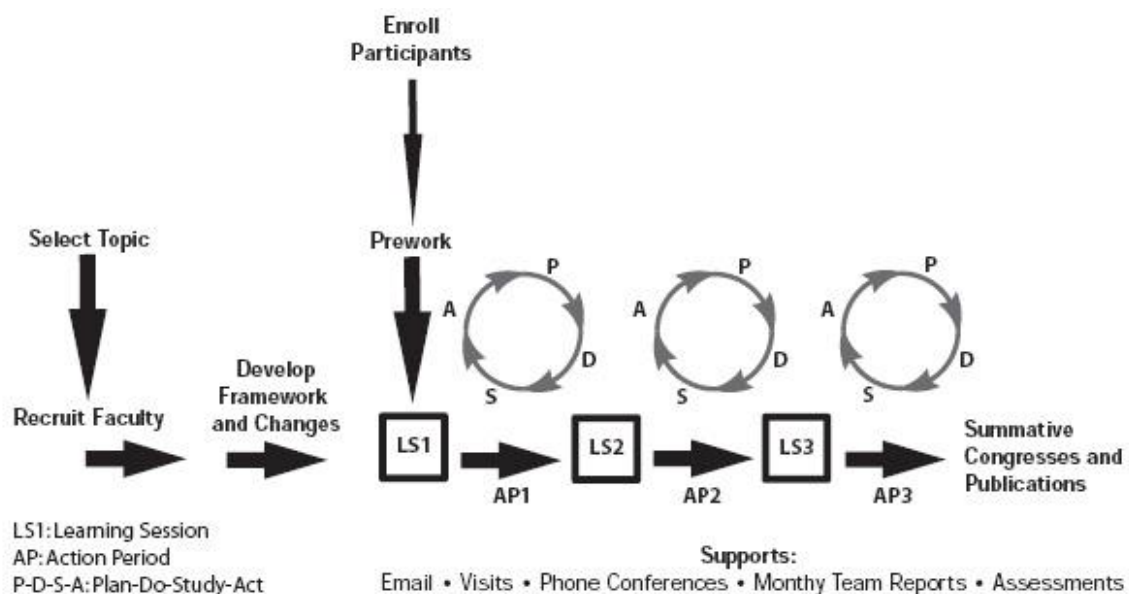 Enroll
Participants
Select Topic
Prework
P
A
D
S
P
A
D
S
P
A
D
S
Recruit Faculty
Develop
Framework
and Changes
LS1
LS2
LS3
AP1
AP2
AP3
Summative
Congresses and
Publications
LS1: Learning Session
AP: Action Period
P-D-S-A: Plan-Do-Study-Act
Supports:
Email • Visits • Phone Conferences • Monthy Team Reports • Assessments